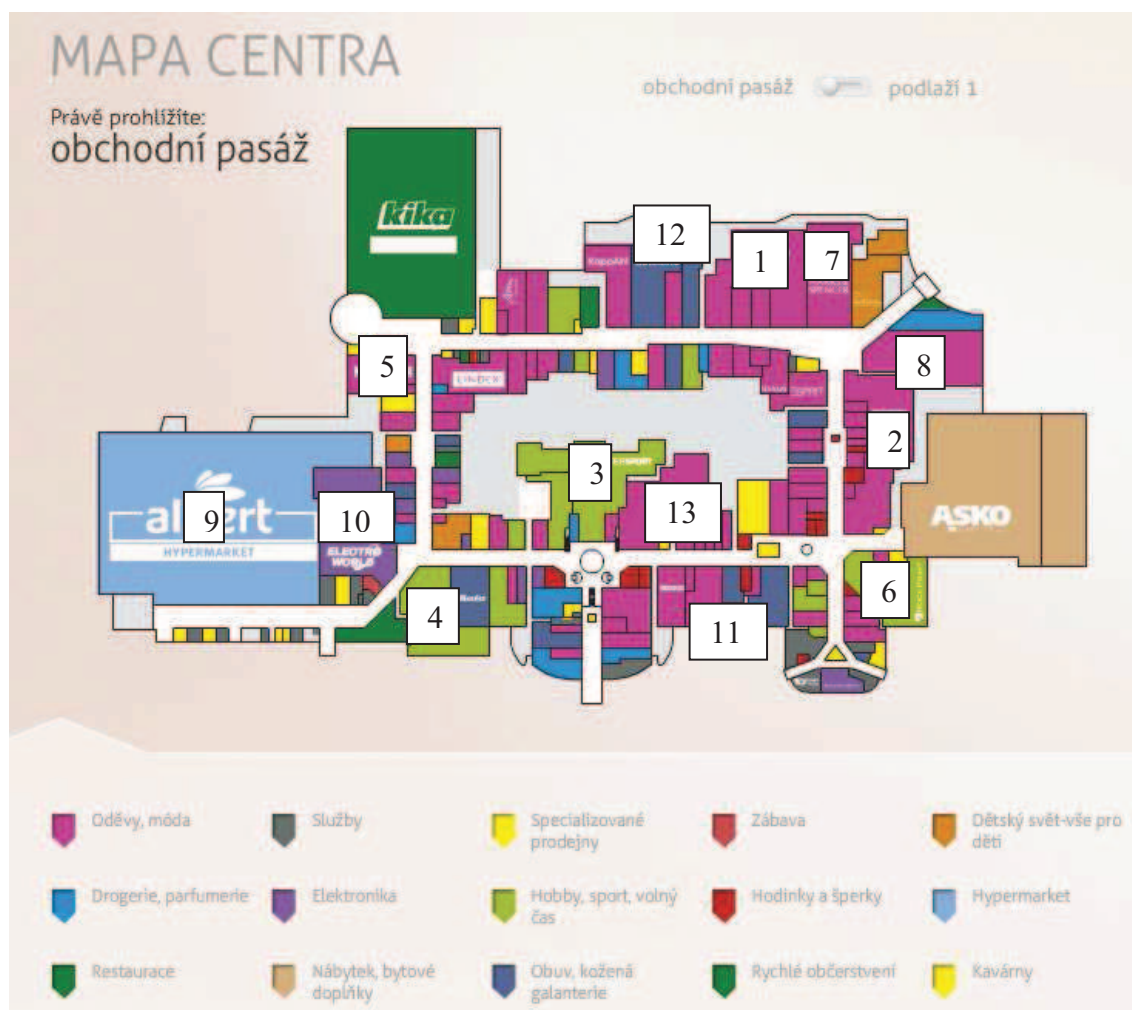 MAPA CENTRA
obchodní pasáž
podlaží 1
Právě prohlížíte:
obchodní pasáž
kika
12
1
7
KappAhl
SPENCER
5
8
LINDEX
2
3
9
albert
HYPERMARKET
10
ELECTRO
WORLD
13
ASKO
4
11
6
Oděvy, móda
Služby
Specializované
prodejny
Zábava
Dětský svět-vše pro
děti
Drogerie, parfumerie
Elektronika
Hobby, sport, volný
čas
Hodinky a šperky
Hypermarket
Restaurace
Nábytek, bytové
doplňky
Obuv, kožená
galanterie
Rychlé občerstvení
Kavárny